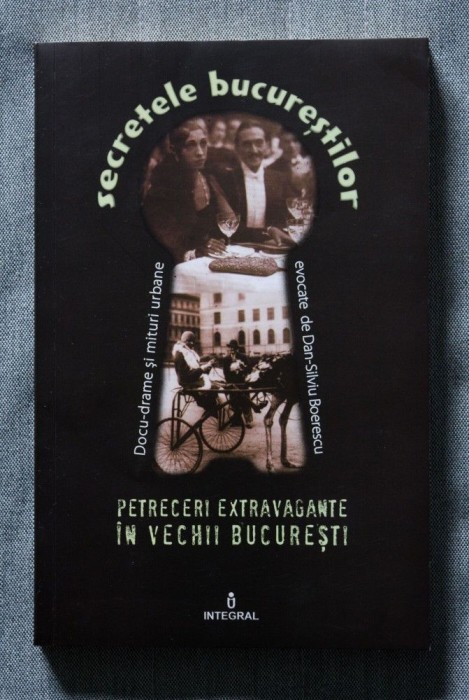 secretele bucureștilor
Docu-drame și mituri urbane
evocate de Dan-Silviu Boerescu
PETRECERI EXTRAVAGANTE
ÎN VECHII BUCUREȘTI
INTEGRAL